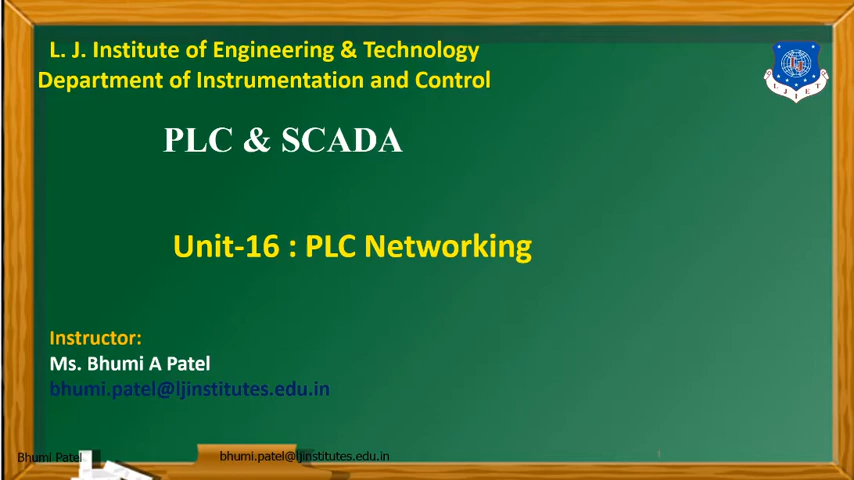 L. J. Institute of Engineering & Technology
Department of Instrumentation and Control
L J I E T
PLC & SCADA
Unit-16 : PLC Networking
Instructor:
Ms. Bhumi A Patel
bhumi.patel@ljinstitutes.edu.in
Bhumi Patel
bhumi.patel@ljinstitutes.edu.in
1